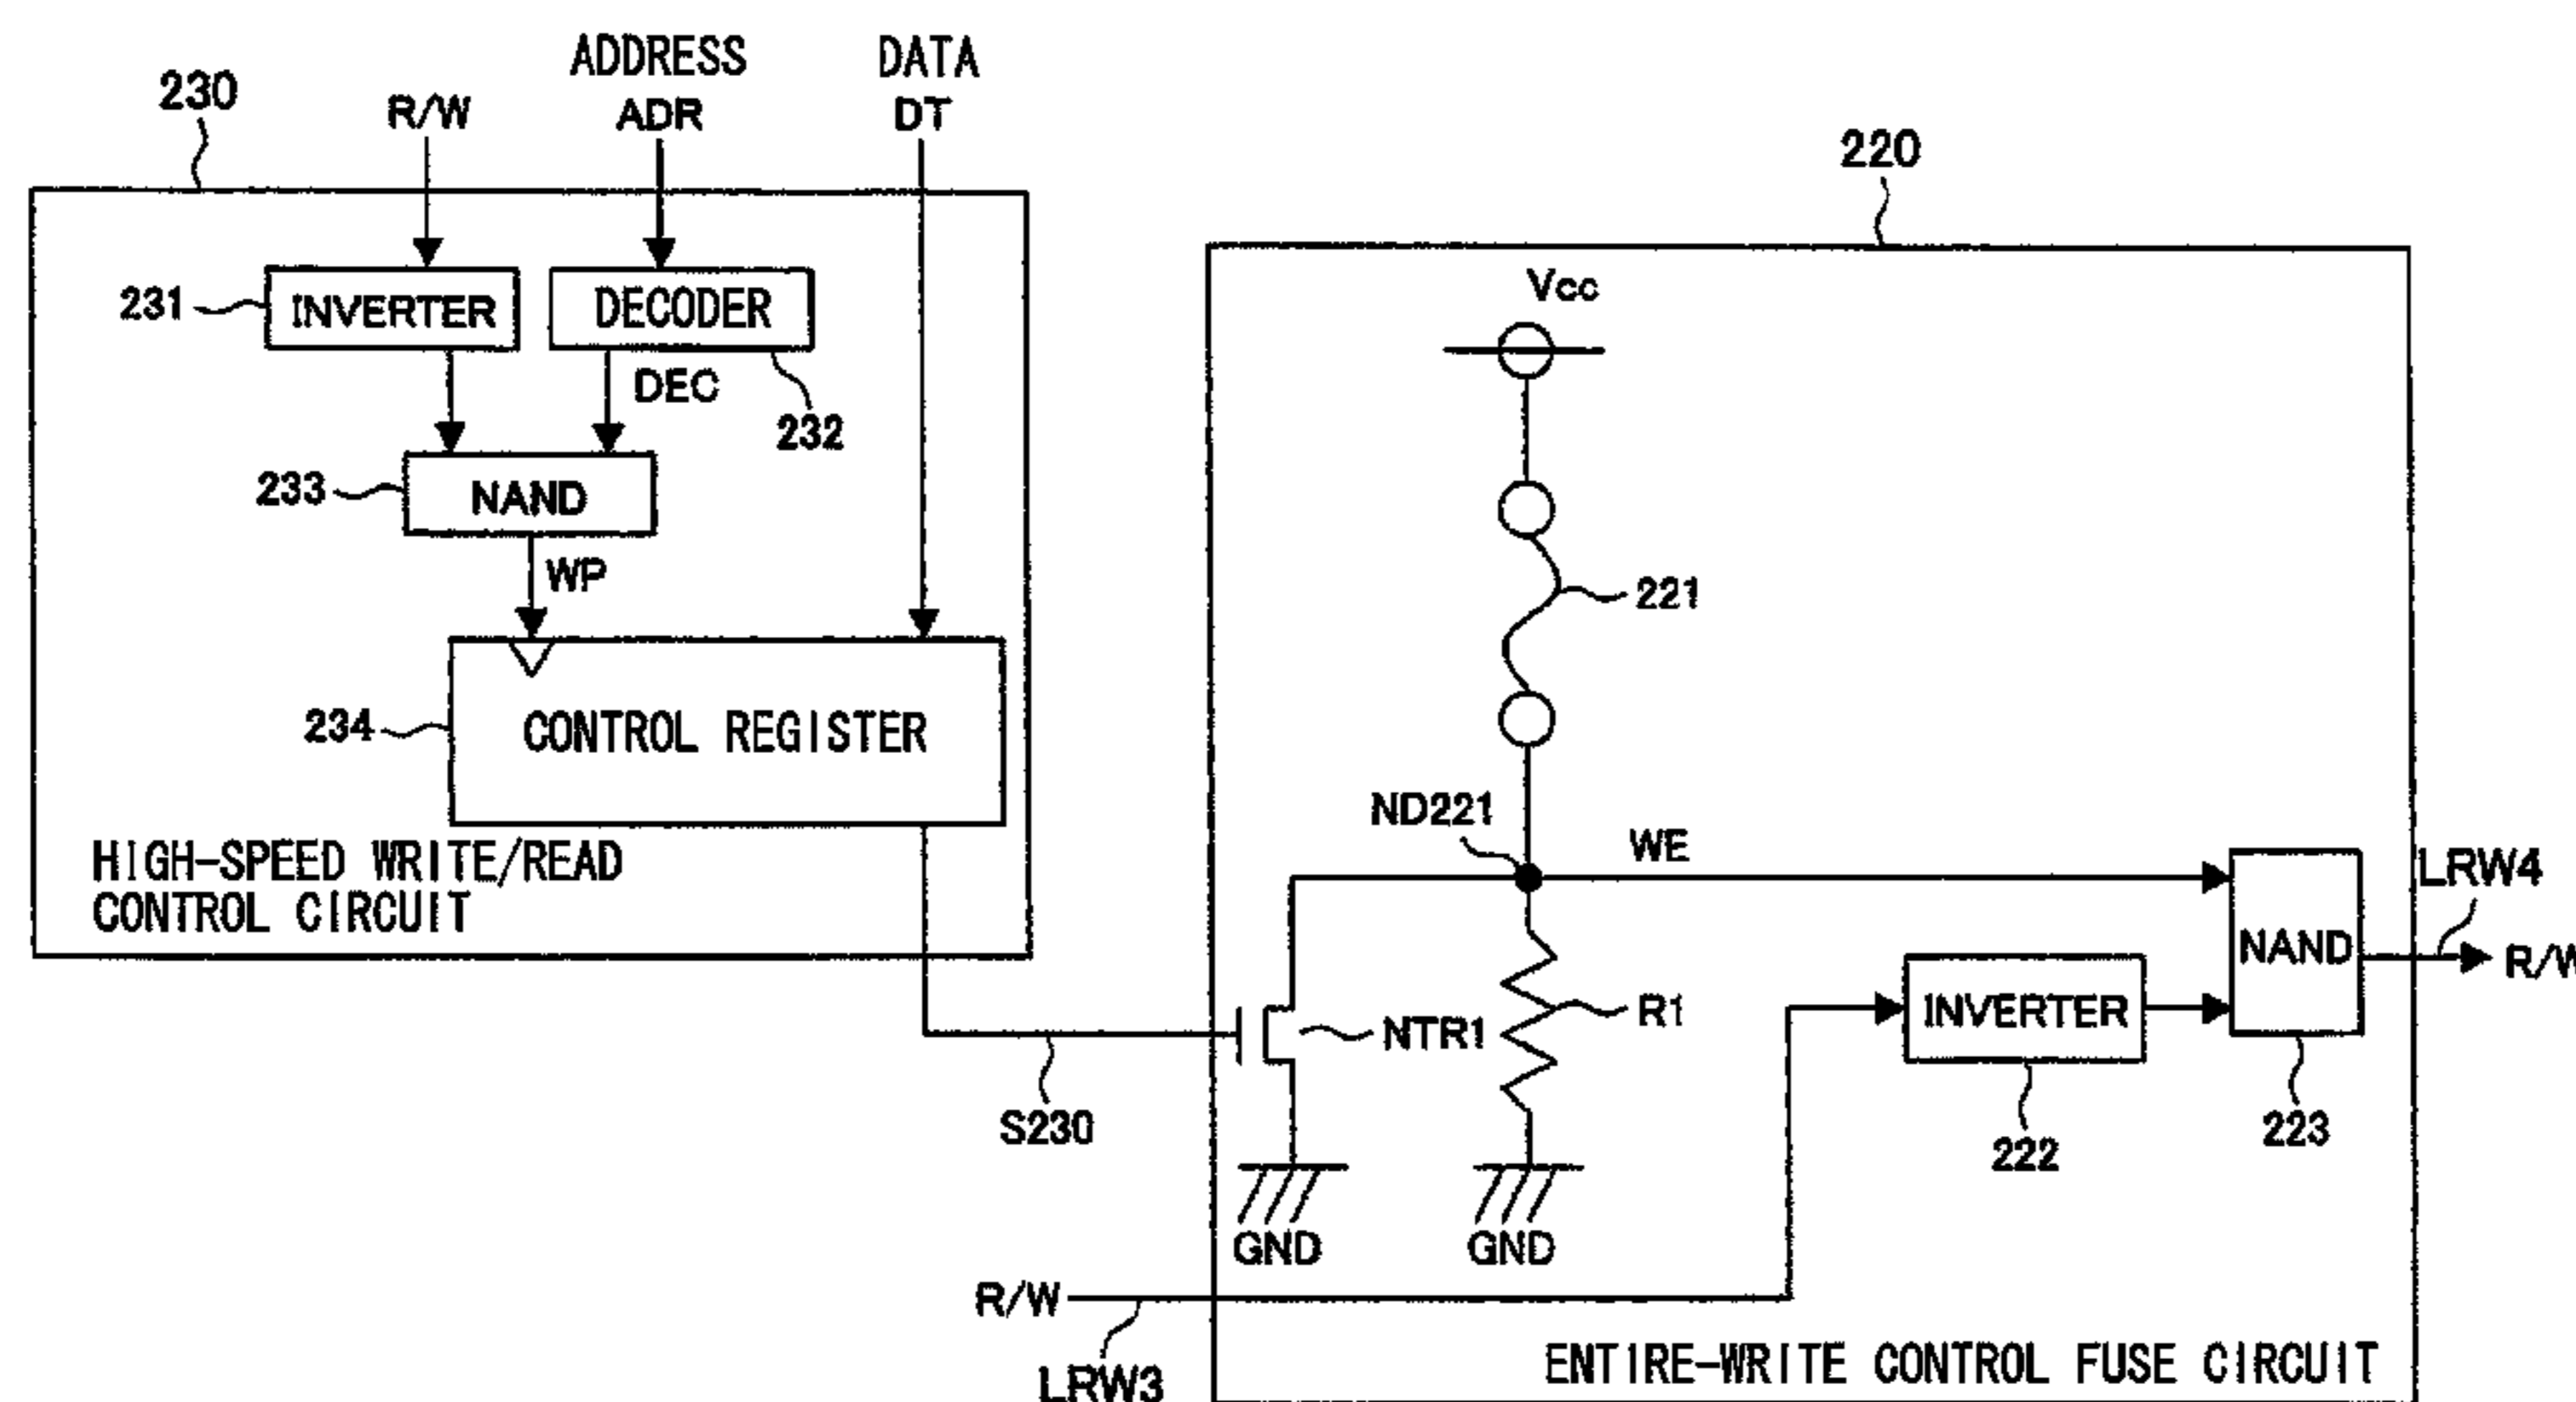 230
R/W
ADDRESS
ADR
DATA
DT
231
INVERTER
DECODER
DEC
232
233
NAND
WP
234
CONTROL REGISTER
HIGH-SPEED WRITE/READ
CONTROL CIRCUIT
S230
220
Vcc
221
ND221
WE
NTR1
R1
GND
GND
INVERTER
222
NAND
223
LRW4
R/W
R/W
LRW3
ENTIRE-WRITE CONTROL FUSE CIRCUIT